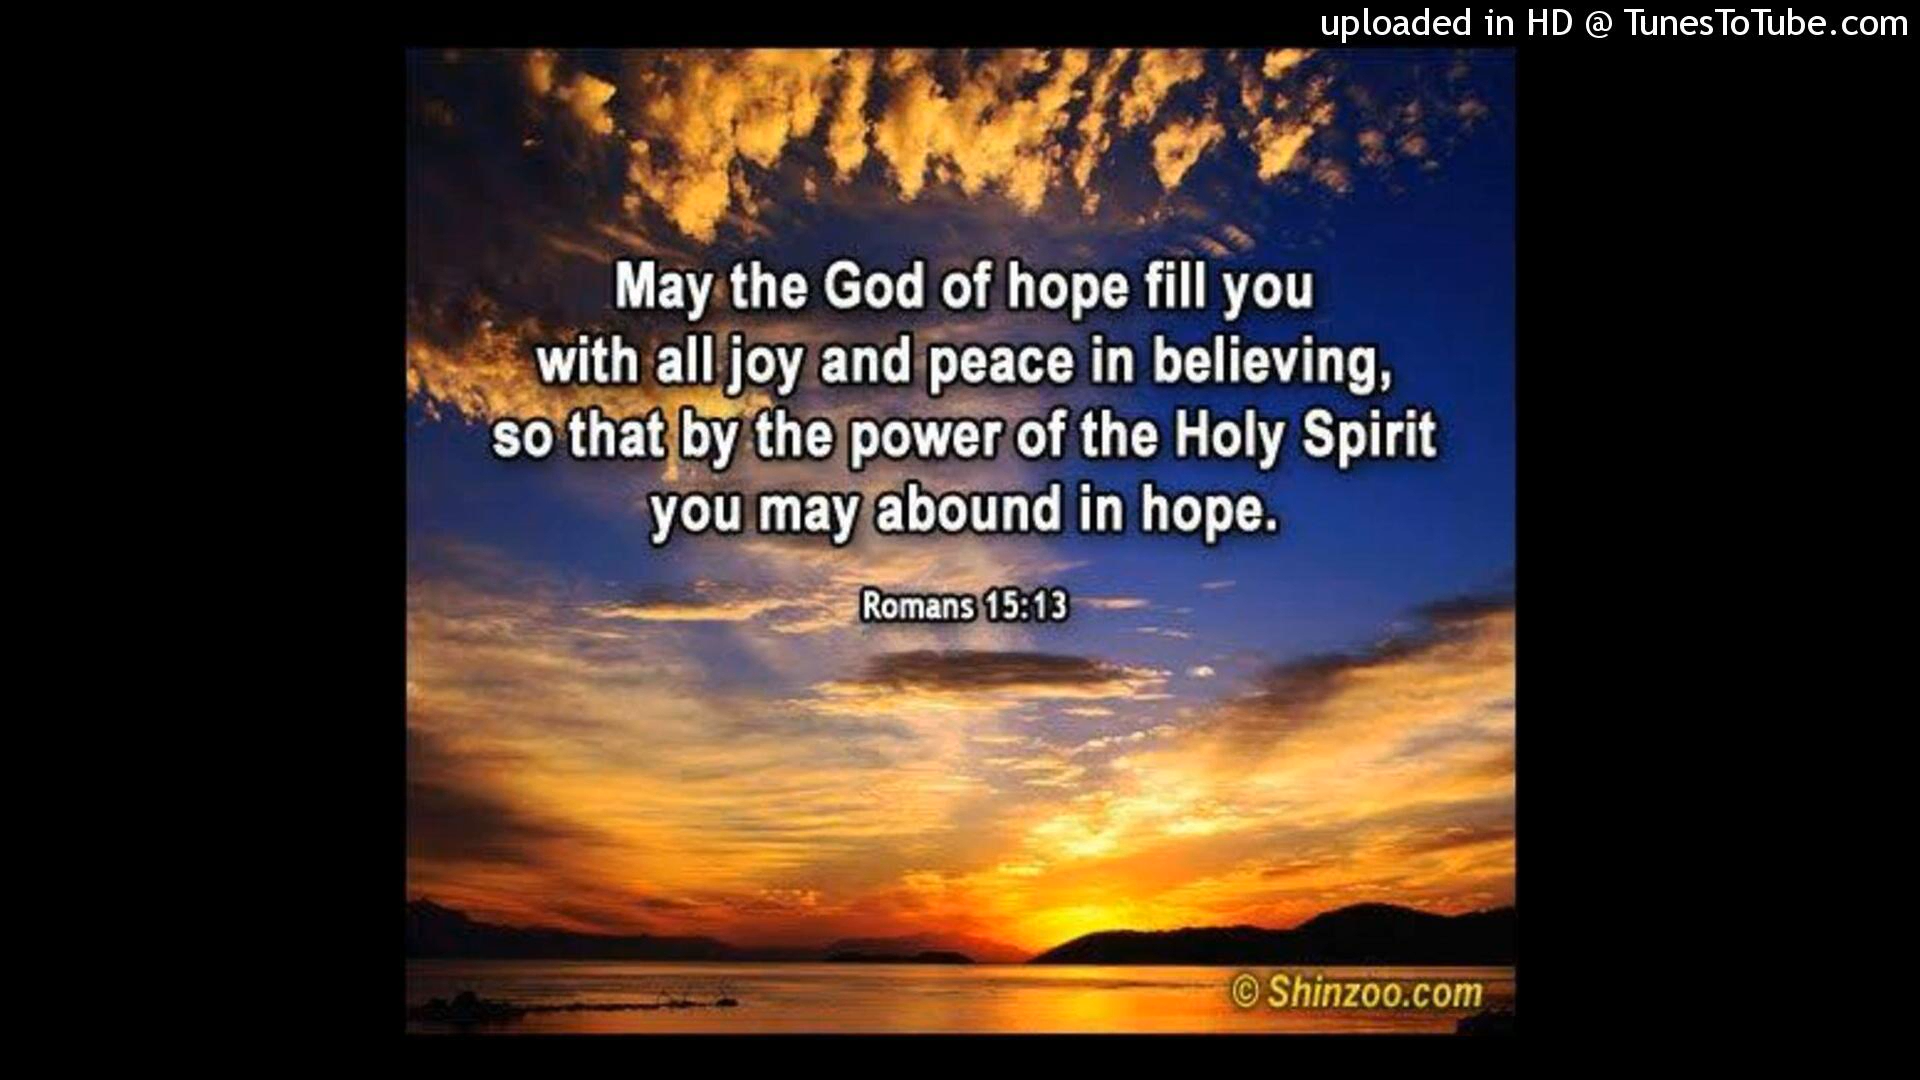 uploaded in HD @ TunesToTube.com
May the God of hope fill you
with all joy and peace in believing,
so that by the power of the Holy Spirit
you may abound in hope.
Romans 15:13
© Shinzoo.com